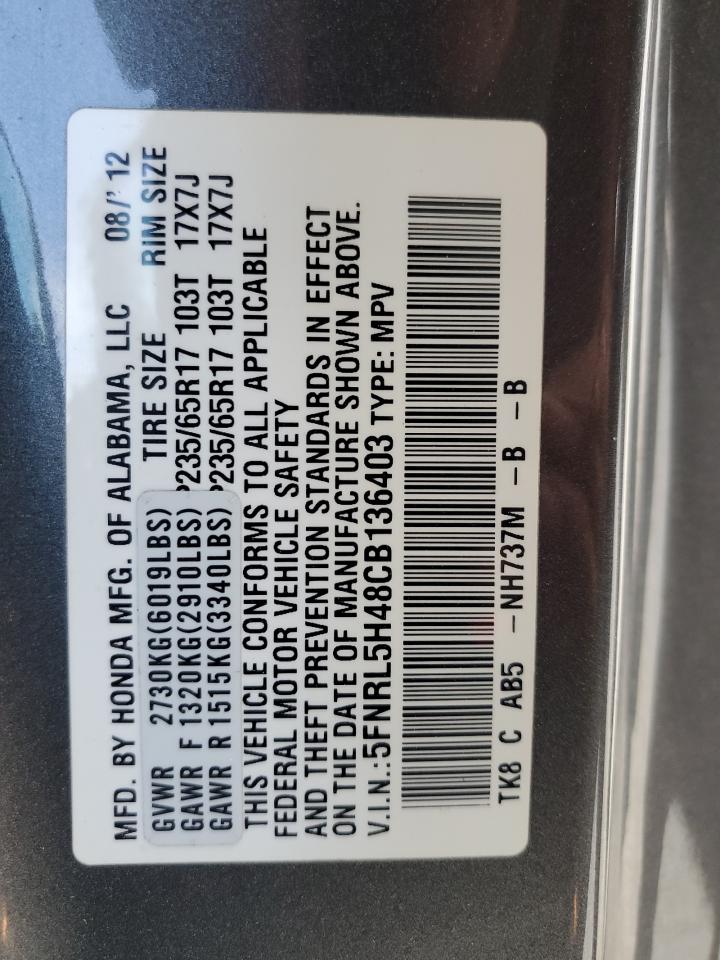 MFD. BY HONDA MFG. OF ALABAMA, LLC 08/'12
GVWR 2730KG(6019LBS) TIRE SIZE RIM SIZE
GAWR F 1320KG(2910LBS) P235/65R17 103T 17X7J
GAWR R 1515KG(3340LBS) P235/65R17 103T 17X7J
THIS VEHICLE CONFORMS TO ALL APPLICABLE
FEDERAL MOTOR VEHICLE SAFETY
AND THEFT PREVENTION STANDARDS IN EFFECT
ON THE DATE OF MANUFACTURE SHOWN ABOVE.
V.I.N.:5FNRL5H48CB136403 TYPE: MPV
TK8 C AB5 -NH737M -B -B